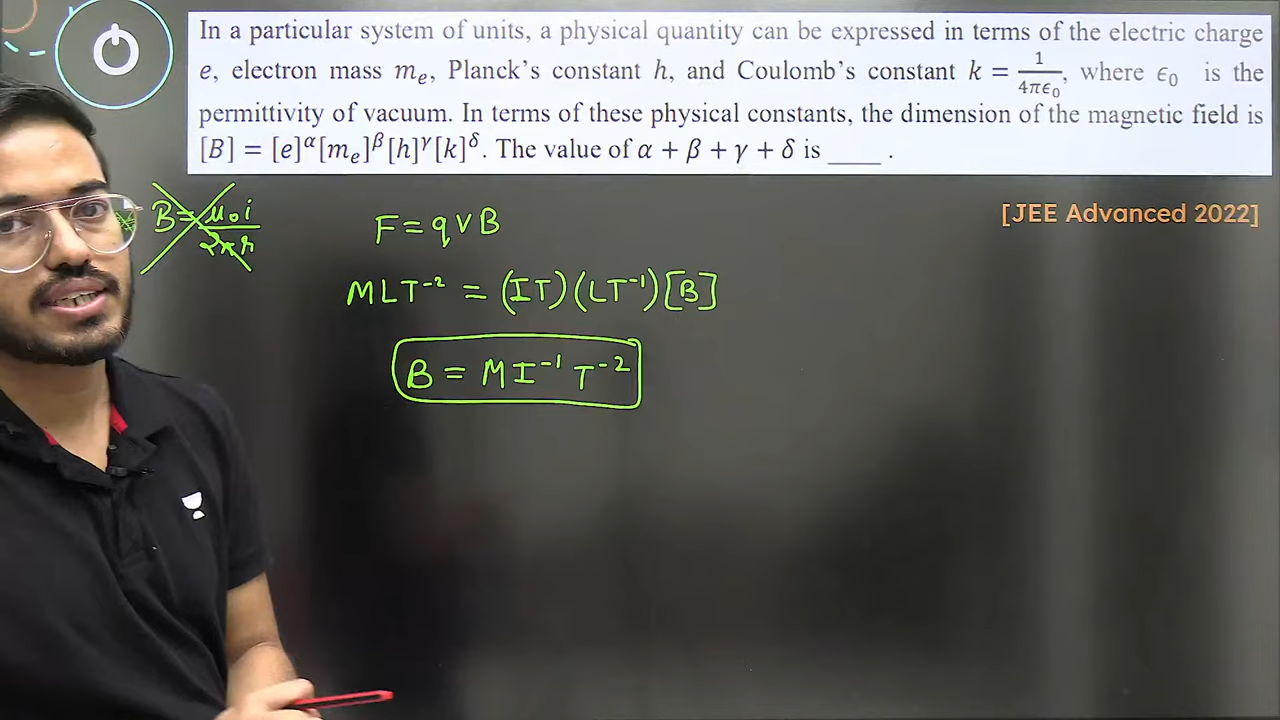 In a particular system of units, a physical quantity can be expressed in terms of the electric charge
e, electron mass mₑ, Planck's constant h, and Coulomb's constant k = 1/4πϵ₀, where ϵ₀ is the
permittivity of vacuum. In terms of these physical constants, the dimension of the magnetic field is
[B] = [e]^α[mₑ]^β[h]^γ[k]^δ. The value of α + β + γ + δ is ____ .
[JEE Advanced 2022]
B = μ₀i/2πr
F = qvB
MLT⁻² = (IT)(LT⁻¹)[B]
B = MI⁻¹T⁻²